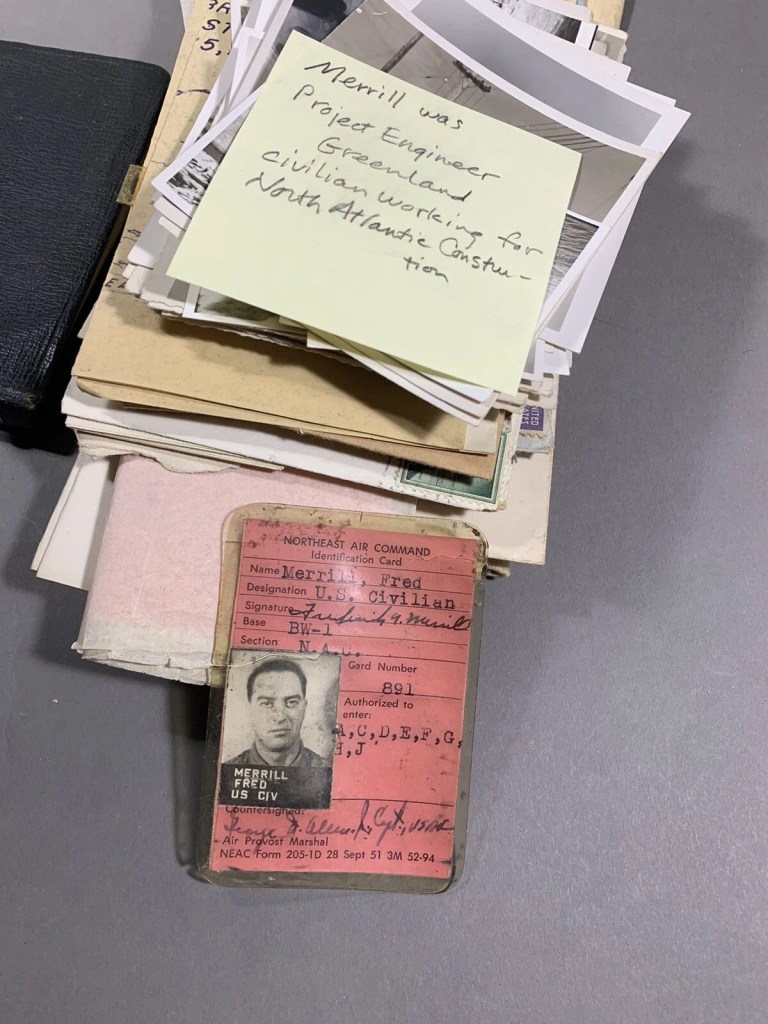 Merrill was
Project Engineer
Greenland
civilian working for
North Atlantic Constru-
tion
NORTHEAST AIR COMMAND
Identification Card
Name Merrill, Fred
Designation U.S. Civilian
Signature
Base BW-1
Section N.A.C.
Card Number
891
Authorized to
enter:
A,C,D,E,F,G,
H,J
MERRILL
FRED
US CIV
Countersigned:
Air Provost Marshal
NEAC Form 205-1D 28 Sept 51 3M 52-94